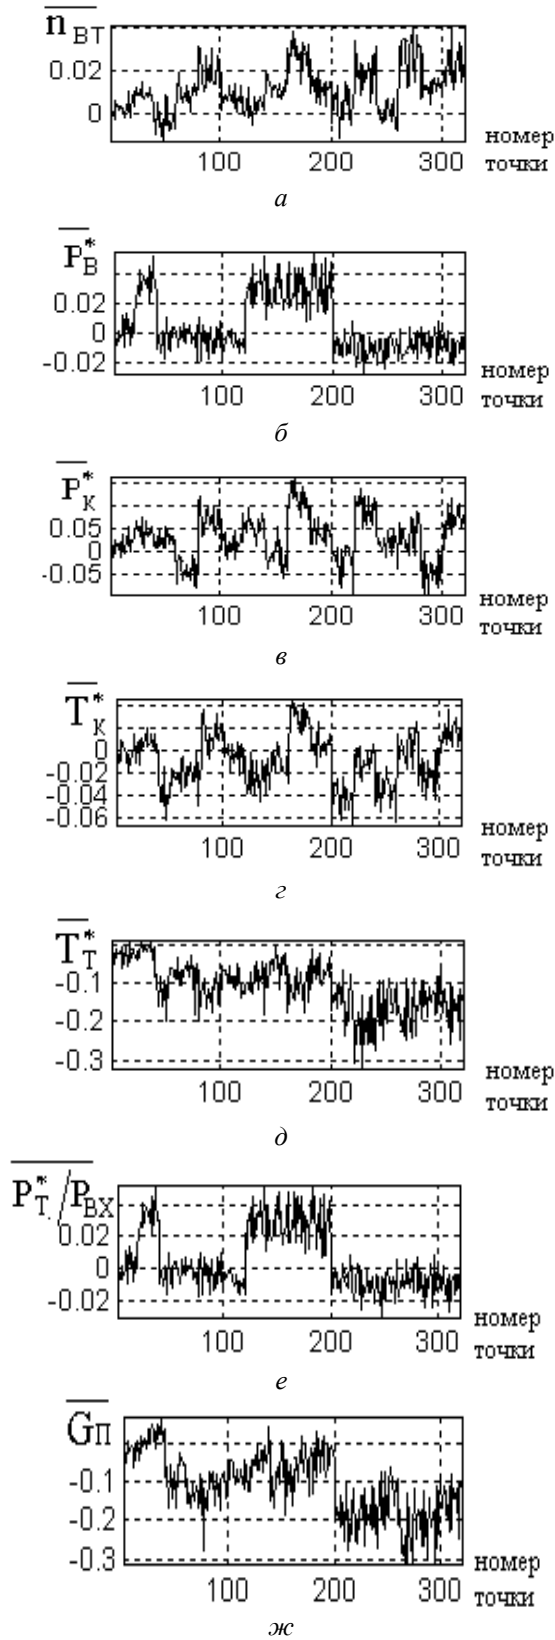 n̅ВТ
0.02
0
100 200 300
номер
точки
а
P̅*В
0.02
0
-0.02
100 200 300
номер
точки
б
P̅*К
0.05
0
-0.05
100 200 300
номер
точки
в
T̅*К
0
-0.02
-0.04
-0.06
100 200 300
номер
точки
г
T̅*Т
-0.1
-0.2
-0.3
100 200 300
номер
точки
д
P*Т./PВХ
0.02
0
-0.02
100 200 300
номер
точки
е
G̅П
-0.1
-0.2
-0.3
100 200 300
номер
точки
ж